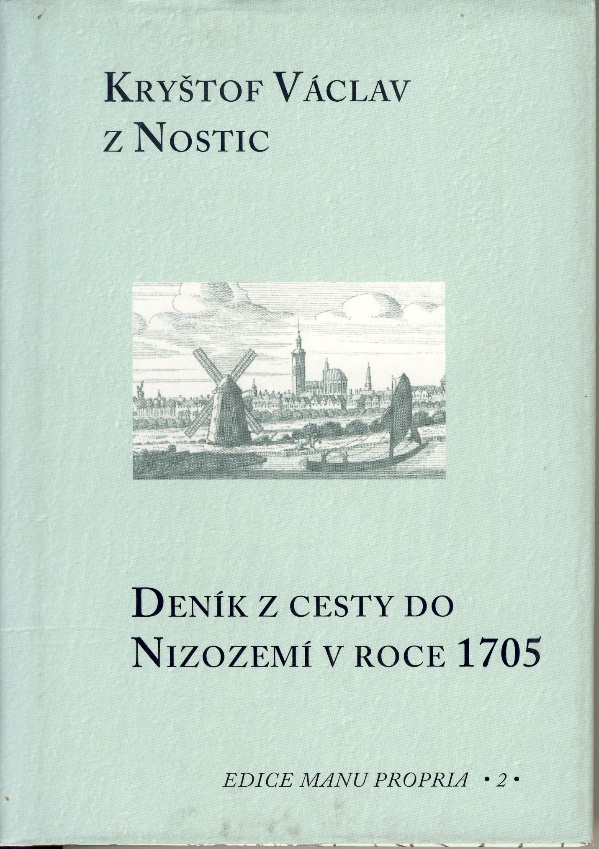 Kryštof Václav
z Nostic
Deník z cesty do
Nizozemí v roce 1705
EDICE MANU PROPRIA • 2 •